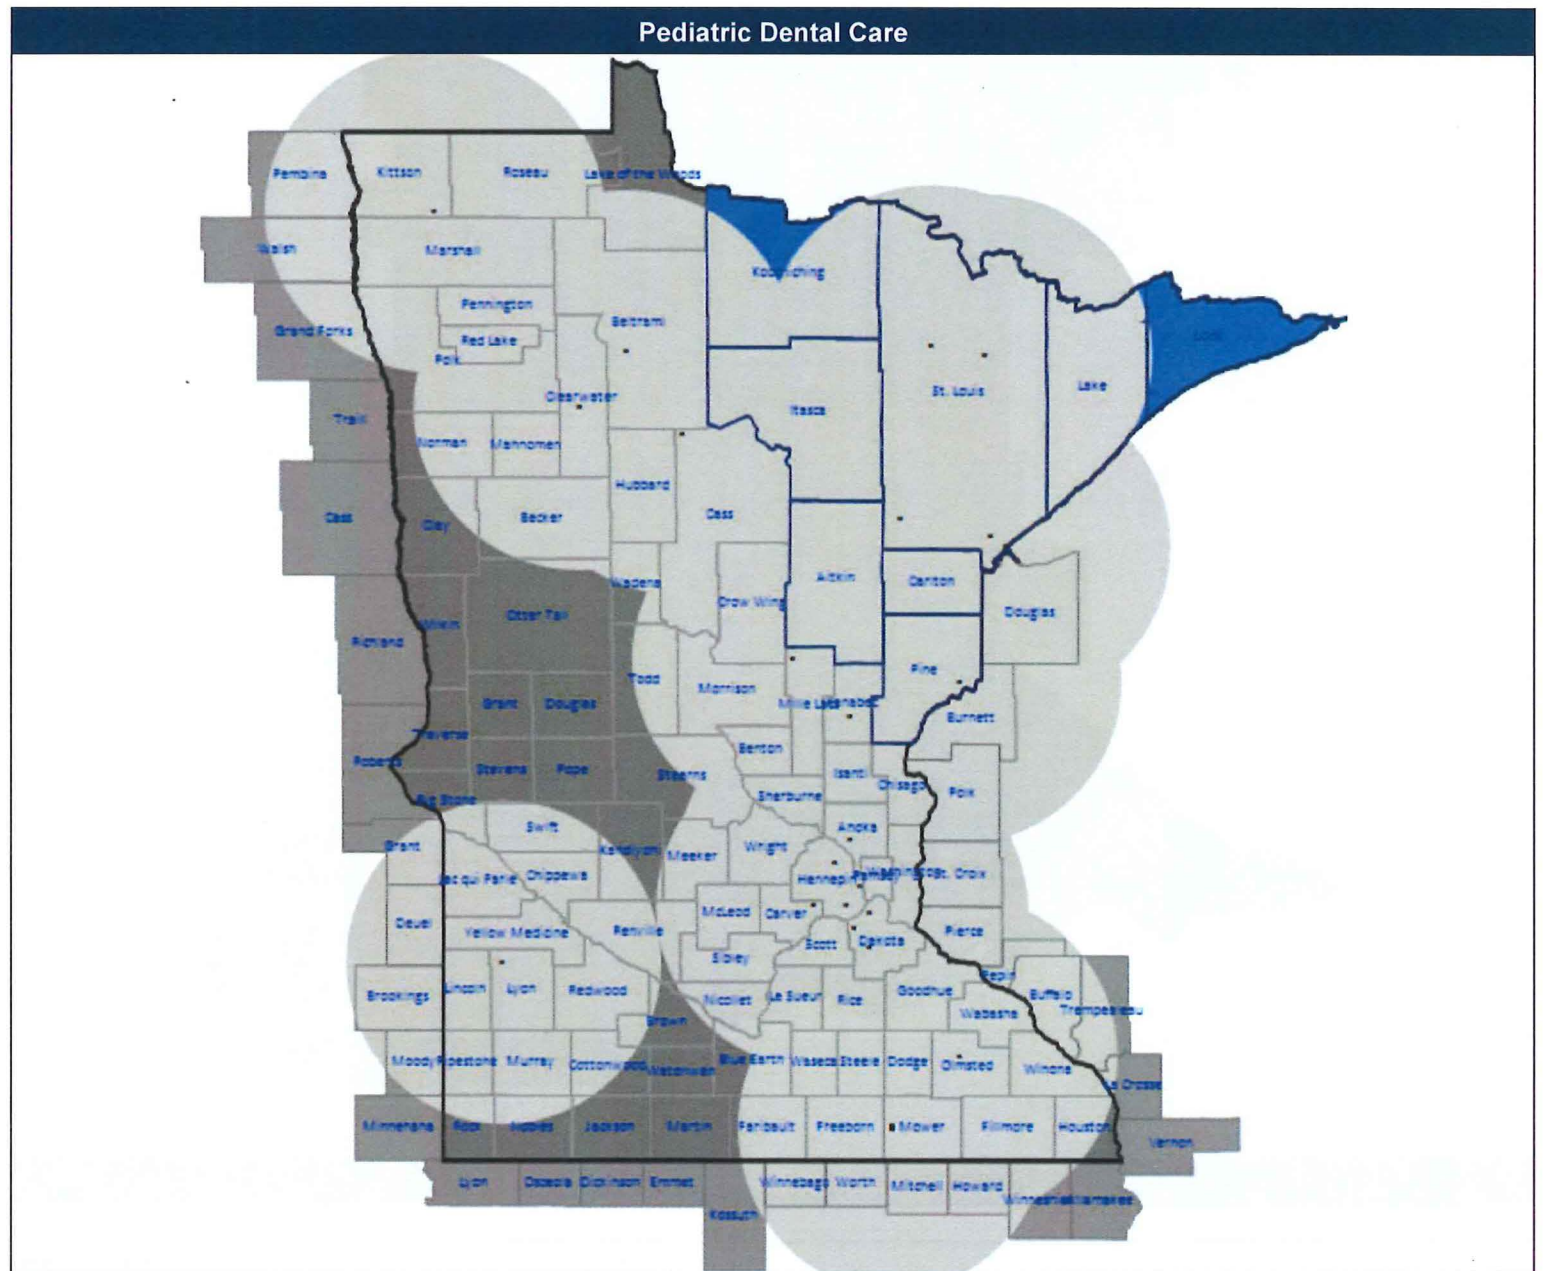 Pediatric Dental Care
Pembina Kittson Roseau Lake of the Woods
Walsh Marshall Koochiching
Pennington
Grand Forks Red Lake Beltrami
Polk
Clearwater Itasca St. Louis Lake
Traill Norman Mahnomen
Hubbard
Cass Clay Becker Cass
Wadena Aitkin Carlton
Crow Wing Douglas
Richland Wilkin Otter Tail
Todd Morrison Pine
Grant Douglas Mille Lacs Kanabec Burnett
Traverse Benton
Roberts Stevens Pope Stearns Isanti Chisago Polk
Big Stone Sherburne
Swift Anoka
Grant Kandiyohi Meeker Wright
Lac qui Parle Chippewa Hennepin Ramsey Washington St. Croix
Deuel McLeod Carver
Yellow Medicine Renville Scott Dakota Pierce
Sibley
Brookings Lincoln Lyon Redwood Nicollet Le Sueur Rice Goodhue Pepin Buffalo
Wabasha Trempealeau
Brown
Moody Pipestone Murray Cottonwood Watonwan Blue Earth Waseca Steele Dodge Olmsted Winona
La Crosse
Minnehaha Rock Nobles Jackson Martin Faribault Freeborn Mower Fillmore Houston
Vernon
Lyon Osceola Dickinson Emmet Winnebago Worth Mitchell Howard
Winneshiek Allamakee
Kossuth